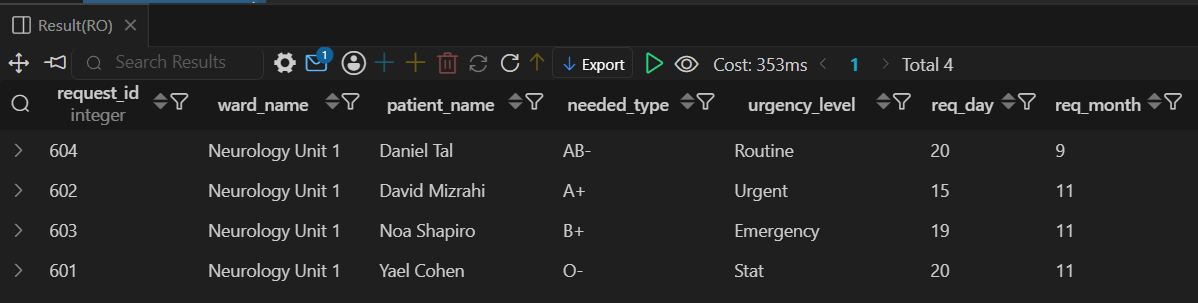 Result(RO)
Search Results 1 Export Cost: 353ms 1 Total 4
request_id ward_name patient_name needed_type urgency_level req_day req_month
integer
604 Neurology Unit 1 Daniel Tal AB- Routine 20 9
602 Neurology Unit 1 David Mizrahi A+ Urgent 15 11
603 Neurology Unit 1 Noa Shapiro B+ Emergency 19 11
601 Neurology Unit 1 Yael Cohen O- Stat 20 11